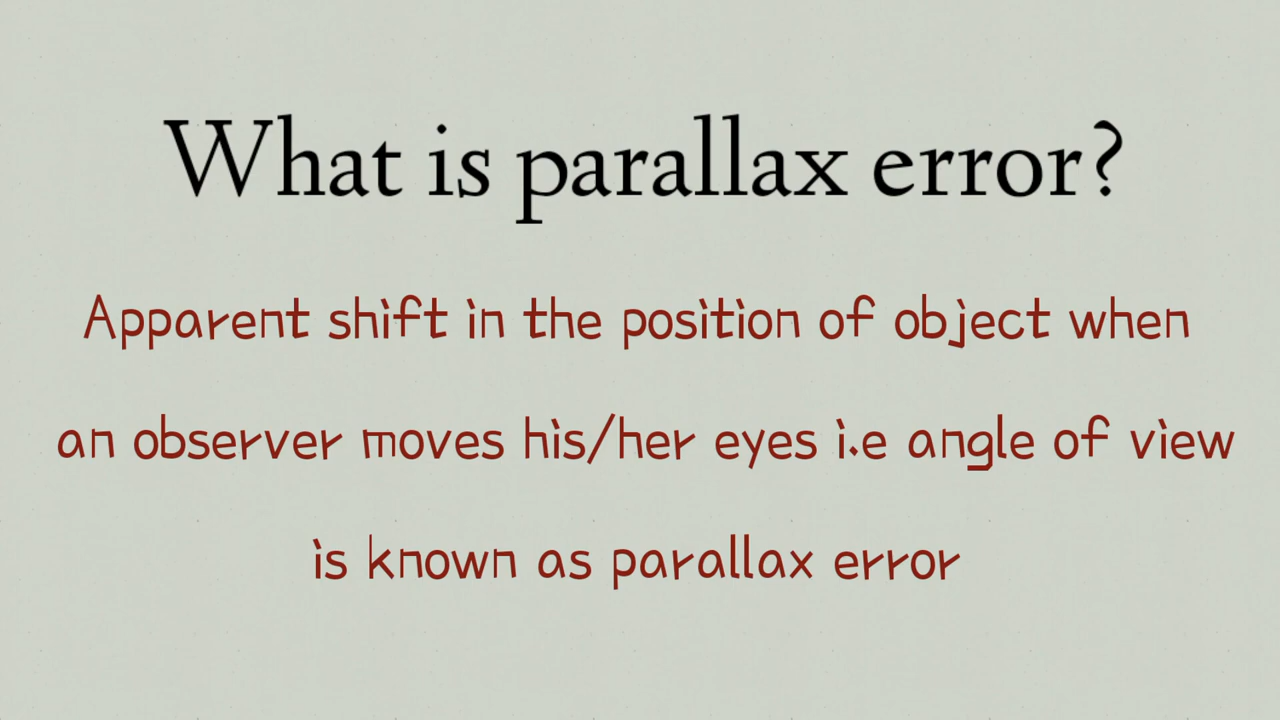 What is parallax error?
Apparent shift in the position of object when
an observer moves his/her eyes i.e angle of view
is known as parallax error